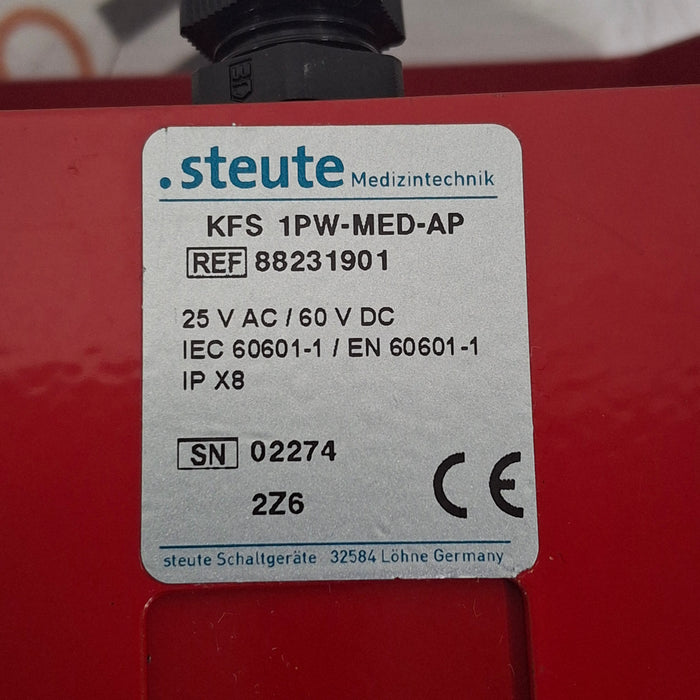 .steute Medizintechnik
KFS 1PW-MED-AP
REF 88231901
25 V AC / 60 V DC
IEC 60601-1 / EN 60601-1
IP X8
SN 02274
2Z6
CE
steute Schaltgeräte 32584 Löhne Germany